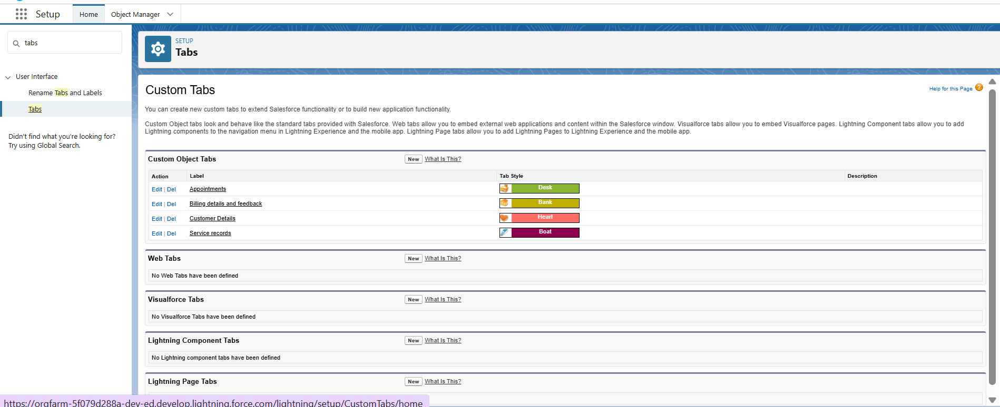 Setup
Home
Object Manager
tabs
User Interface
Rename Tabs and Labels
Tabs
Didn't find what you're looking for?
Try using Global Search.
SETUP
Tabs
Custom Tabs
Help for this Page
You can create new custom tabs to extend Salesforce functionality or to build new application functionality.
Custom Object tabs look and behave like the standard tabs provided with Salesforce. Web tabs allow you to embed external web applications and content within the Salesforce window. Visualforce tabs allow you to embed Visualforce pages. Lightning Component tabs allow you to add
Lightning components to the navigation menu in Lightning Experience and the mobile app. Lightning Page tabs allow you to add Lightning Pages to Lightning Experience and the mobile app.
Custom Object Tabs New What Is This?
Action Label Tab Style Description
Edit | Del Appointments Desk
Edit | Del Billing details and feedback Bank
Edit | Del Customer Details Heart
Edit | Del Service records Boat
Web Tabs New What Is This?
No Web Tabs have been defined
Visualforce Tabs New What Is This?
No Visualforce Tabs have been defined
Lightning Component Tabs New What Is This?
No Lightning component tabs have been defined
Lightning Page Tabs New What Is This?
https://orgfarm-5f079d288a-dev-ed.develop.lightning.force.com/lightning/setup/CustomTabs/home